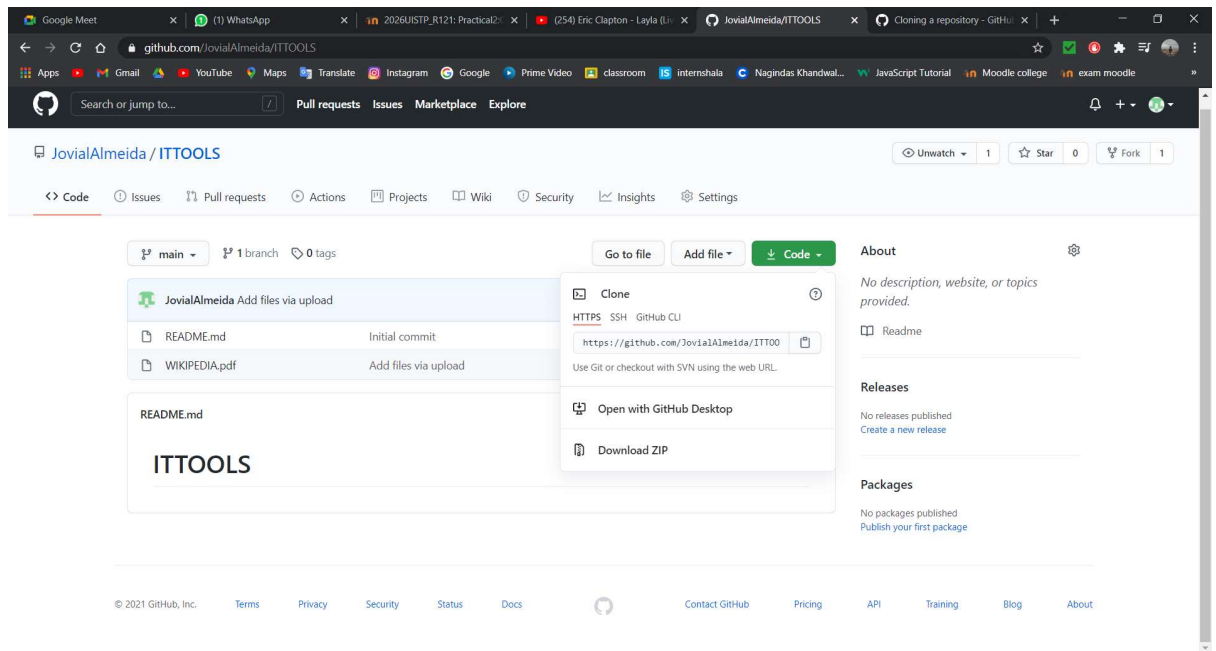 Google Meet (1) WhatsApp 2026UISTP_R121: Practical2: (254) Eric Clapton - Layla (Liv JovialAlmeida/ITTOOLS Cloning a repository - GitHu
github.com/JovialAlmeida/ITTOOLS
Apps Gmail YouTube Maps Translate Instagram Google Prime Video classroom internshala Nagindas Khandwal... JavaScript Tutorial Moodle college exam moodle »
Search or jump to... / Pull requests Issues Marketplace Explore
JovialAlmeida / ITTOOLS Unwatch 1 Star 0 Fork 1
<> Code Issues Pull requests Actions Projects Wiki Security Insights Settings
main 1 branch 0 tags Go to file Add file Code About
No description, website, or topics
provided.
Readme
JovialAlmeida Add files via upload
README.md Initial commit
WIKIPEDIA.pdf Add files via upload
Clone
HTTPS SSH GitHub CLI
https://github.com/JovialAlmeida/ITTOO
Use Git or checkout with SVN using the web URL.
Open with GitHub Desktop
Download ZIP
README.md
ITTOOLS
Releases
No releases published
Create a new release
Packages
No packages published
Publish your first package
© 2021 GitHub, Inc. Terms Privacy Security Status Docs Contact GitHub Pricing API Training Blog About